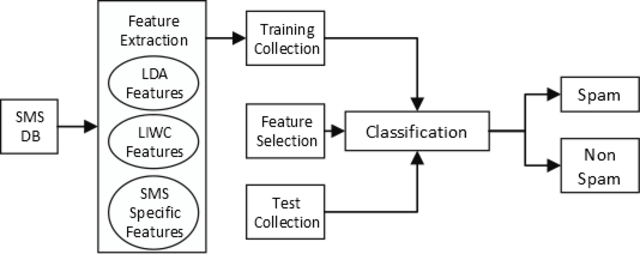 SMS
DB
Feature
Extraction
LDA
Features
LIWC
Features
SMS
Specific
Features
Training
Collection
Feature
Selection
Test
Collection
Classification
Spam
Non
Spam